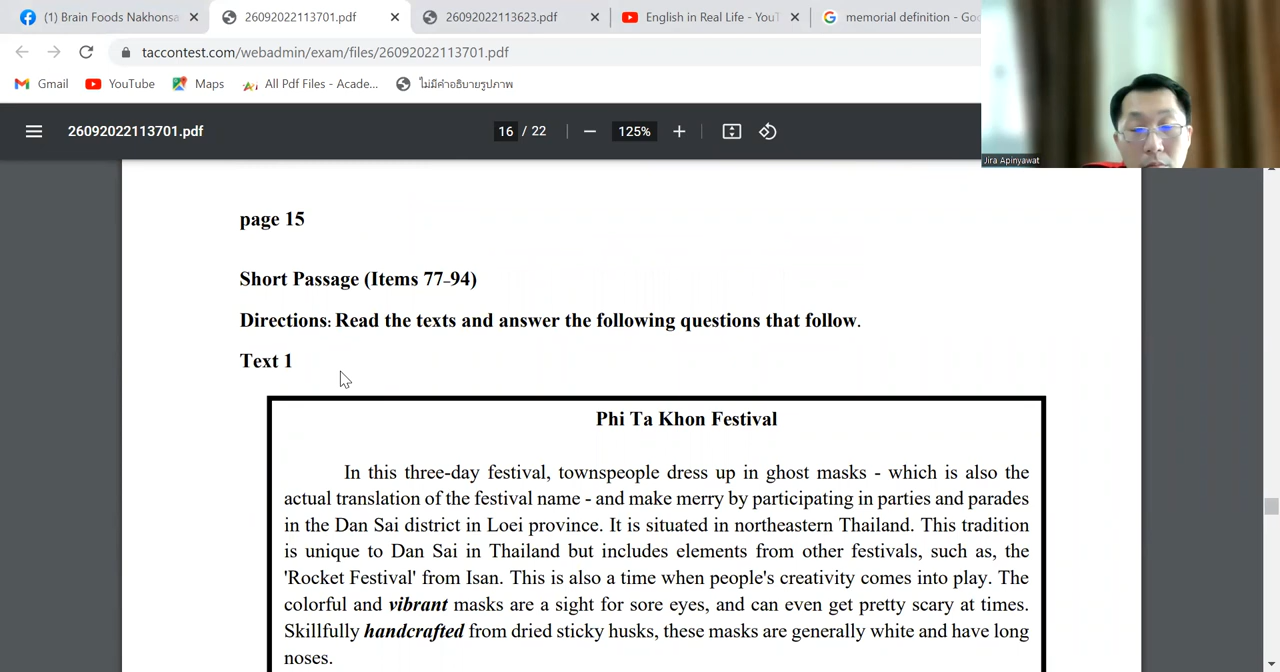 (1) Brain Foods Nakhonsa
26092022113701.pdf
26092022113623.pdf
English in Real Life - YouT
memorial definition - Goo
taccontest.com/webadmin/exam/files/26092022113701.pdf
Gmail
YouTube
Maps
All Pdf Files - Acade...
ไม่มีคำอธิบายรูปภาพ
26092022113701.pdf
16 / 22
125%
Jira Apinyawat
page 15
Short Passage (Items 77-94)
Directions: Read the texts and answer the following questions that follow.
Text 1
Phi Ta Khon Festival
In this three-day festival, townspeople dress up in ghost masks - which is also the
actual translation of the festival name - and make merry by participating in parties and parades
in the Dan Sai district in Loei province. It is situated in northeastern Thailand. This tradition
is unique to Dan Sai in Thailand but includes elements from other festivals, such as, the
'Rocket Festival' from Isan. This is also a time when people's creativity comes into play. The
colorful and vibrant masks are a sight for sore eyes, and can even get pretty scary at times.
Skillfully handcrafted from dried sticky husks, these masks are generally white and have long
noses.